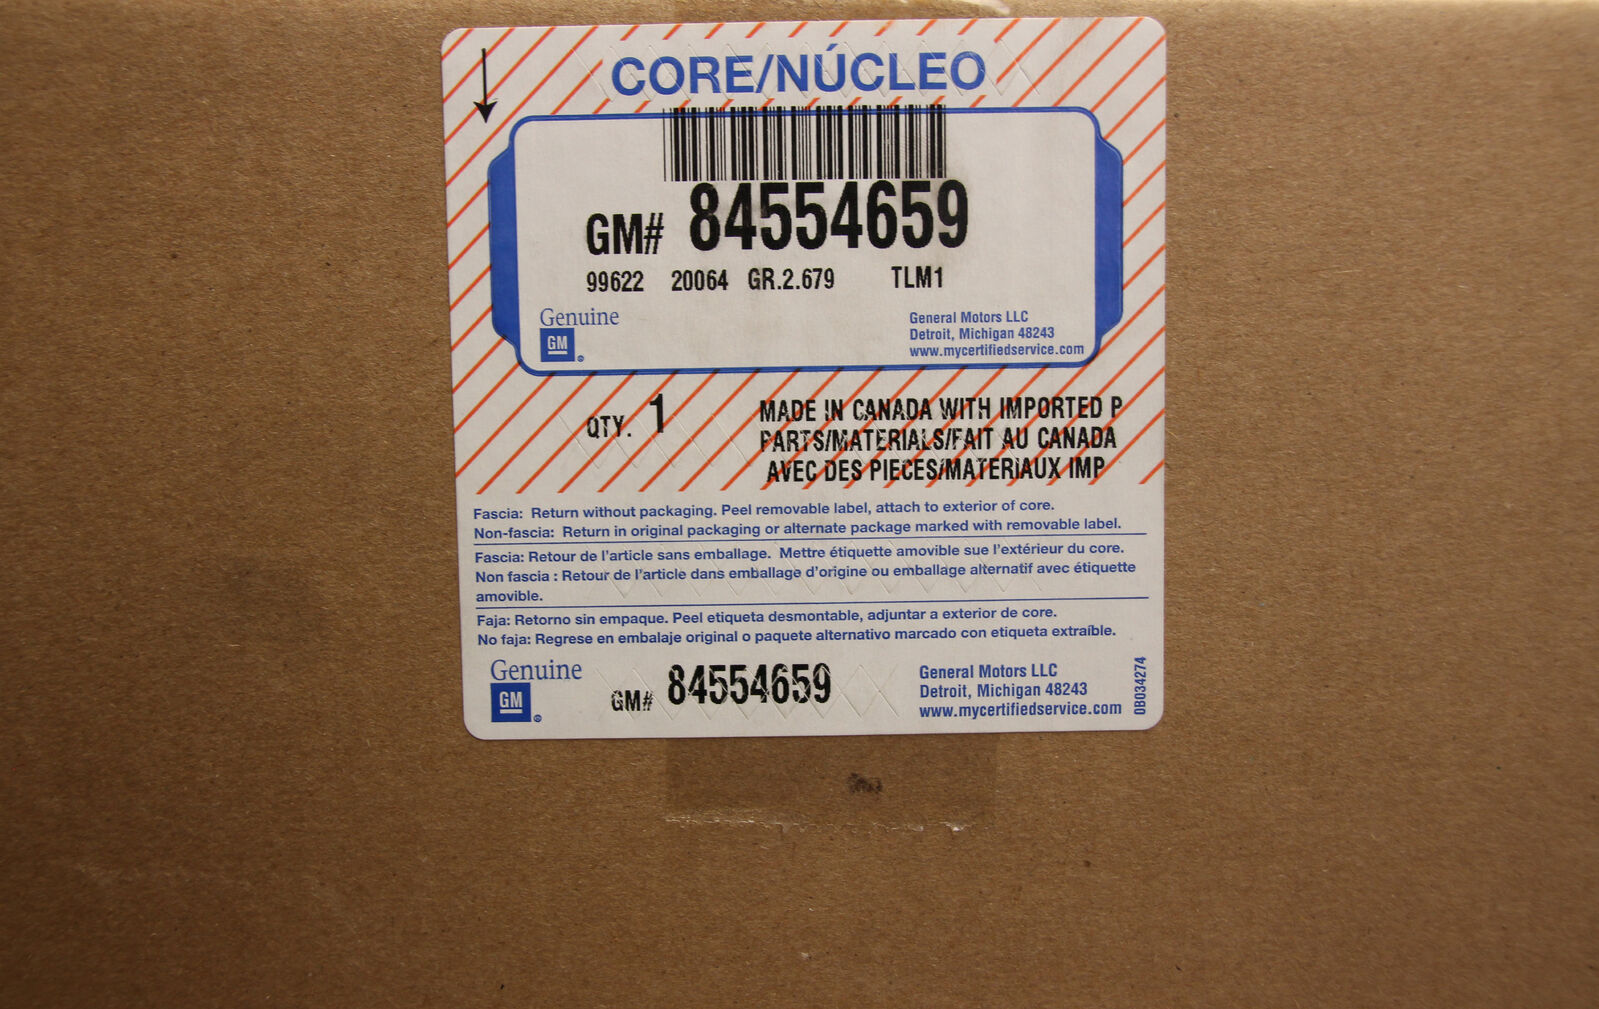 CORE/NÚCLEO
GM# 84554659
99622 20064 GR.2.679 TLM1
Genuine
GM
General Motors LLC
Detroit, Michigan 48243
www.mycertifiedservice.com
QTY. 1
MADE IN CANADA WITH IMPORTED P
PARTS/MATERIALS/FAIT AU CANADA
AVEC DES PIECES/MATERIAUX IMP
Fascia: Return without packaging. Peel removable label, attach to exterior of core.
Non-fascia: Return in original packaging or alternate package marked with removable label.
Fascia: Retour de l'article sans emballage. Mettre étiquette amovible sue l'extérieur du core.
Non fascia : Retour de l'article dans emballage d'origine ou emballage alternatif avec étiquette
amovible.
Faja: Retorno sin empaque. Peel etiqueta desmontable, adjuntar a exterior de core.
No faja: Regrese en embalaje original o paquete alternativo marcado con etiqueta extraíble.
Genuine
GM
GM# 84554659
General Motors LLC
Detroit, Michigan 48243
www.mycertifiedservice.com
0B034274